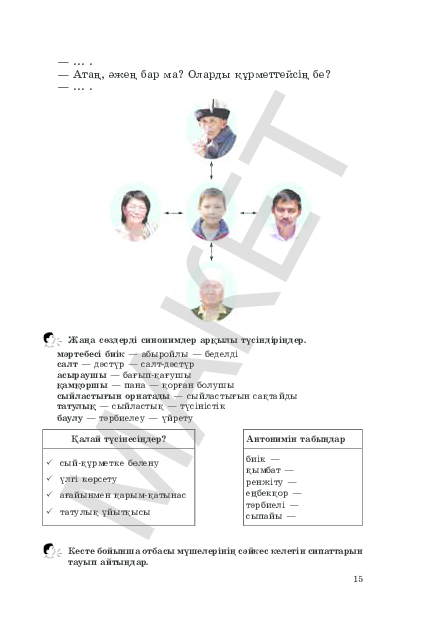 — ... .
— Атаң, әжең бар ма? Оларды құрметтейсің бе?
— ... .
МАКЕТ
Жаңа сөздерді синонимдер арқылы түсіндіріңдер.
мәртебесі биік — абыройлы — беделді
салт — дәстүр — салт-дәстүр
асыраушы — бағып-қағушы
қамқоршы — пана — қорған болушы
сыйластығын орнатады — сыйластығын сақтайды
татулық — сыйластық — түсіністік
баулу — тәрбиелеу — үйрету
Қалай түсінесіңдер?
✓ сый-құрметке бөлену
✓ үлгі көрсету
✓ ағайынмен қарым-қатынас
✓ татулық ұйытқысы
Антонимін табыңдар
биік —
қымбат —
ренжіту —
еңбекқор —
тәрбиелі —
сыпайы —
Кесте бойынша отбасы мүшелерінің сәйкес келетін сипаттарын
тауып айтыңдар.
15